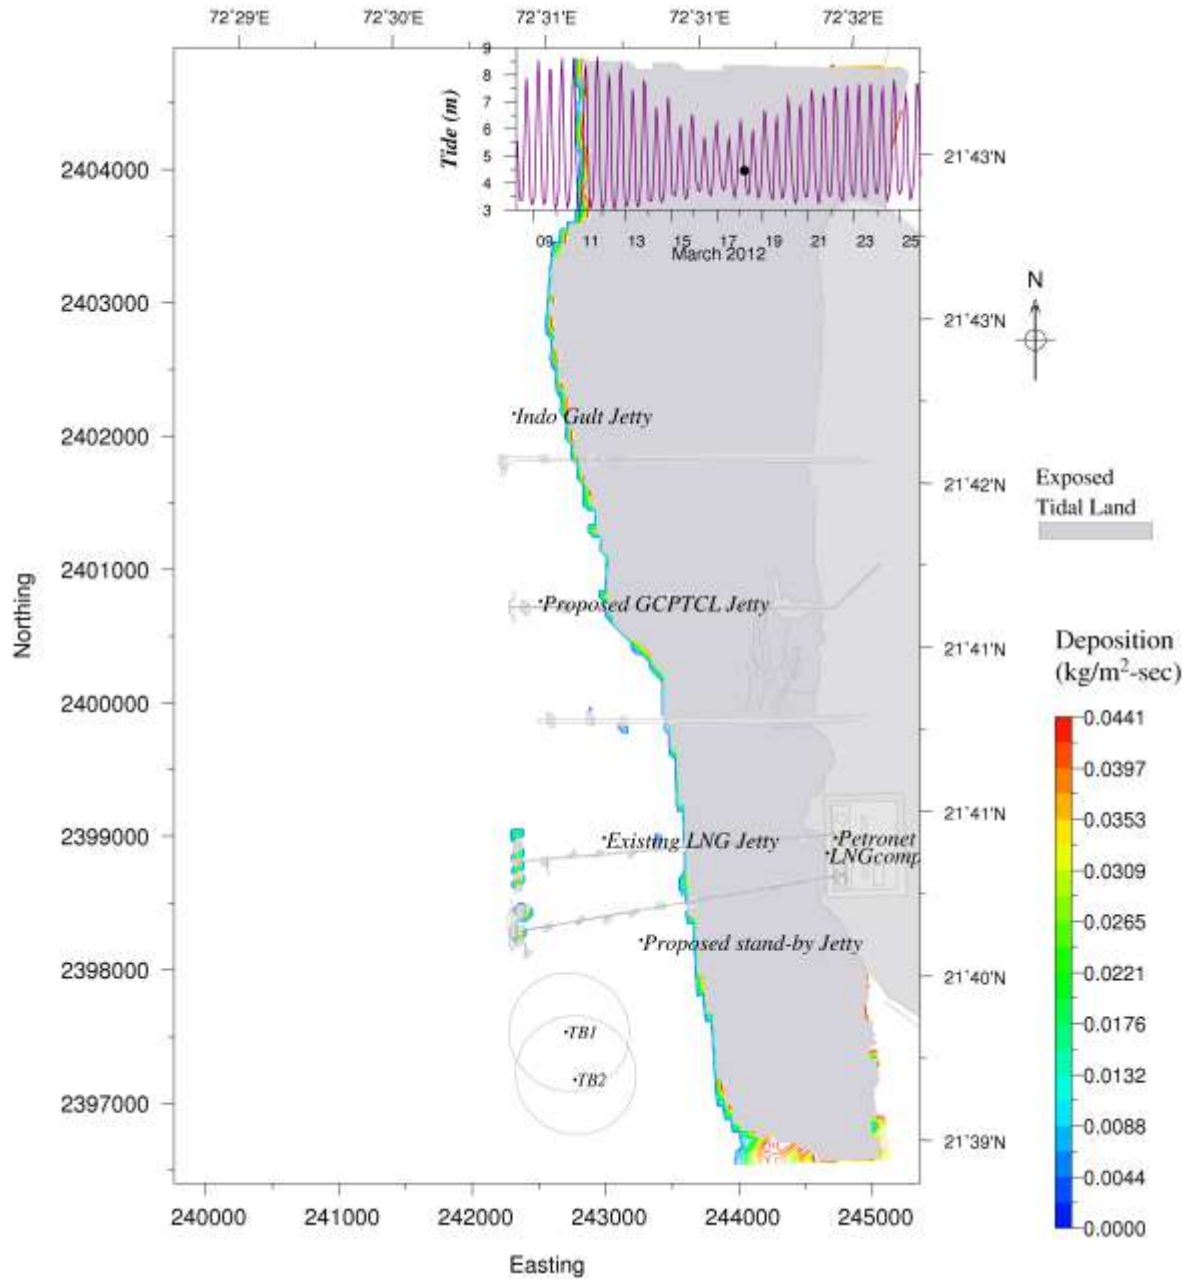 72°29'E 72°30'E 72°31'E 72°31'E 72°32'E
9
8
7
6
5
4
3
Tide (m)
09 11 13 15 17 19 21 23 25
March 2012
2404000
2403000
2402000
2401000
2400000
2399000
2398000
2397000
Northing
21°43'N
21°43'N
21°42'N
21°41'N
21°41'N
21°40'N
21°39'N
Indo Gult Jetty
Proposed GCPTCL Jetty
Existing LNG Jetty
Petronet
LNGcomp
Proposed stand-by Jetty
TB1
TB2
240000 241000 242000 243000 244000 245000
Easting
N
Exposed
Tidal Land
Deposition
(kg/m²-sec)
0.0441
0.0397
0.0353
0.0309
0.0265
0.0221
0.0176
0.0132
0.0088
0.0044
0.0000